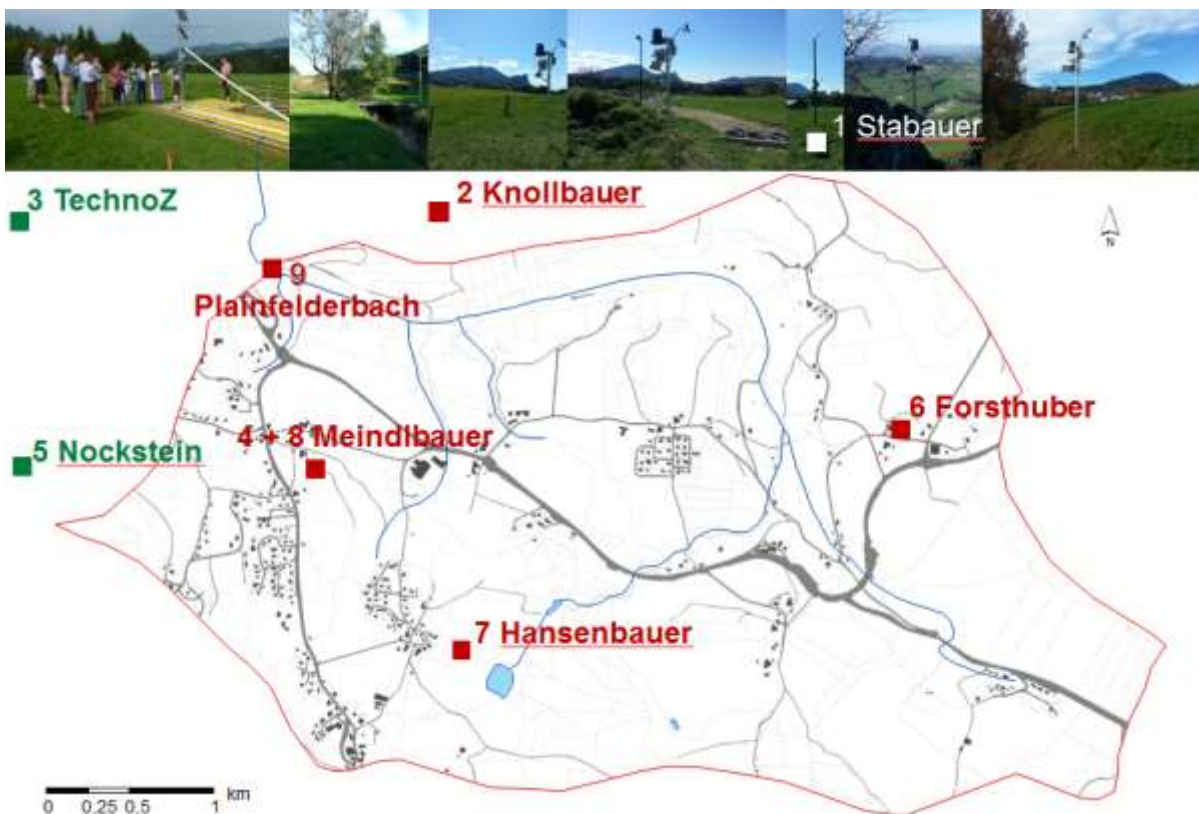 1 Stabauer
3 TechnoZ
2 Knollbauer
9
Plainfelderbach
6 Forsthuber
4 + 8 Meindlbauer
5 Nockstein
7 Hansenbauer
N
km
0 0.25 0.5 1